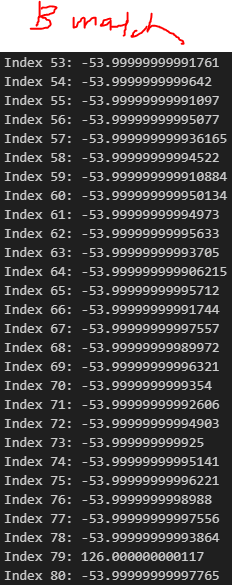 B match
Index 53: -53.99999999991761
Index 54: -53.9999999999642
Index 55: -53.99999999991097
Index 56: -53.99999999995077
Index 57: -53.999999999936165
Index 58: -53.99999999994522
Index 59: -53.999999999910884
Index 60: -53.999999999950134
Index 61: -53.99999999994973
Index 62: -53.99999999995633
Index 63: -53.99999999993705
Index 64: -53.999999999906215
Index 65: -53.99999999995712
Index 66: -53.99999999991744
Index 67: -53.99999999997557
Index 68: -53.99999999989972
Index 69: -53.99999999996321
Index 70: -53.9999999999354
Index 71: -53.99999999992606
Index 72: -53.99999999994903
Index 73: -53.999999999925
Index 74: -53.99999999995141
Index 75: -53.99999999996221
Index 76: -53.99999999998988
Index 77: -53.99999999997556
Index 78: -53.99999999993864
Index 79: 126.000000000117
Index 80: -53.99999999997765